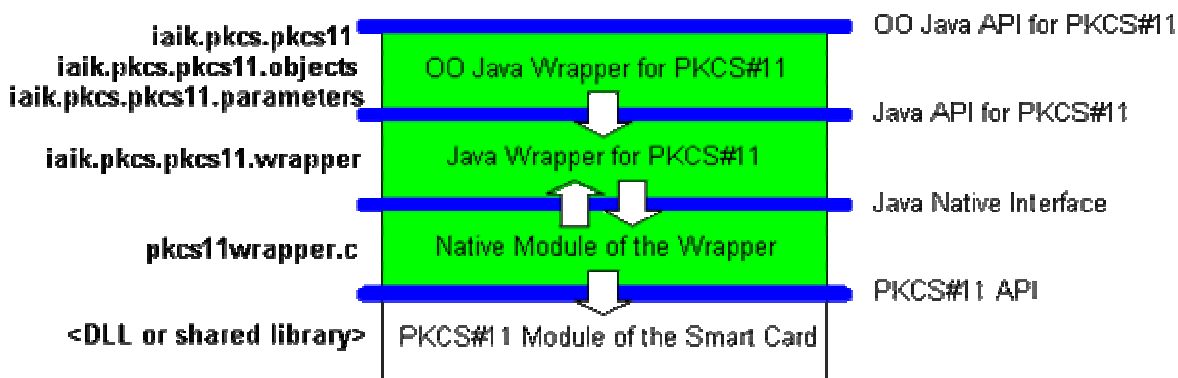 OO Java API for PKCS#11
iaik.pkcs.pkcs11
iaik.pkcs.pkcs11.objects
iaik.pkcs.pkcs11.parameters
OO Java Wrapper for PKCS#11
Java API for PKCS#11
iaik.pkcs.pkcs11.wrapper
Java Wrapper for PKCS#11
Java Native Interface
pkcs11wrapper.c
Native Module of the Wrapper
PKCS#11 API
<DLL or shared library>
PKCS#11 Module of the Smart Card